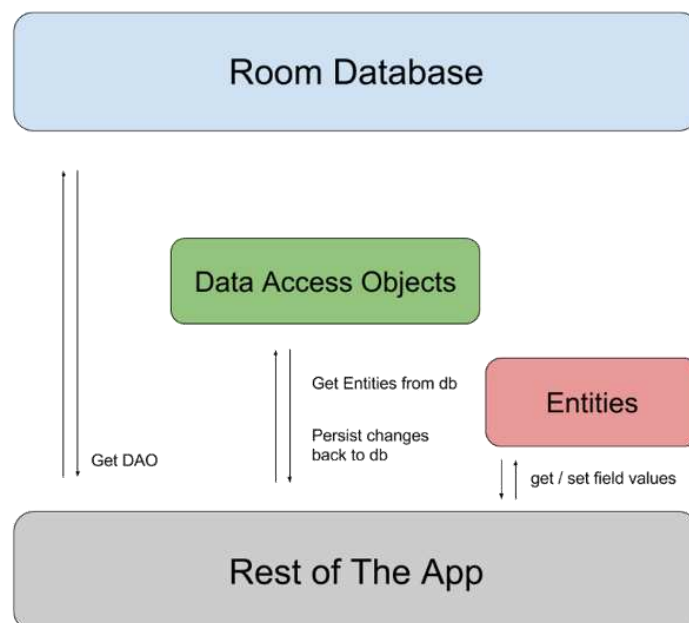 Room Database
Data Access Objects
Get Entities from db
Persist changes
back to db
Entities
Get DAO
get / set field values
Rest of The App